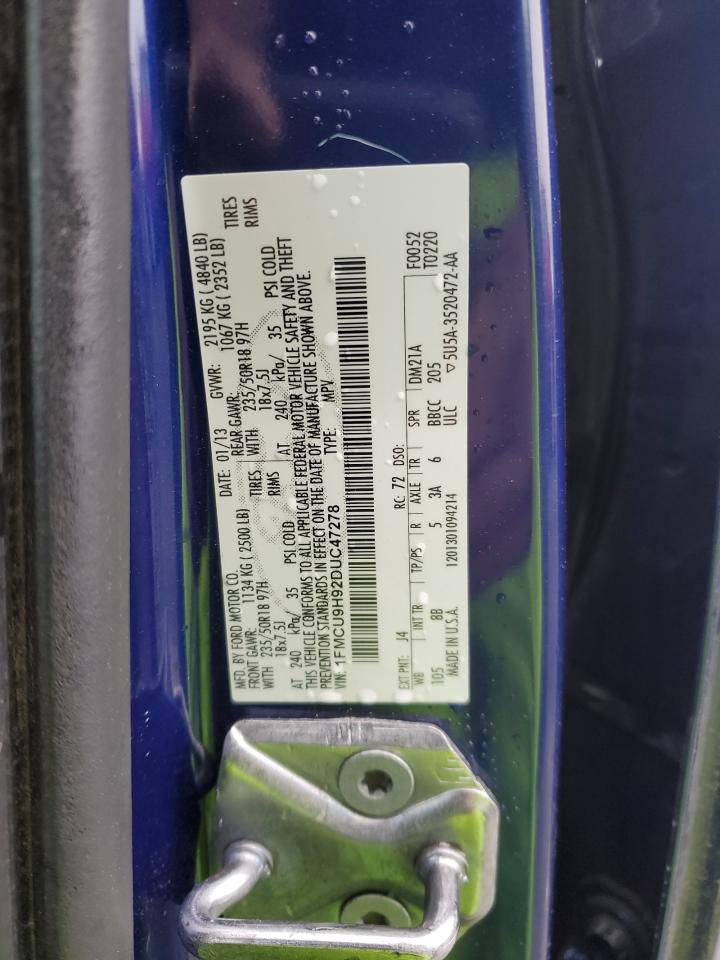 MFD. BY FORD MOTOR CO. DATE: 01/13 GVWR: 2195 KG ( 4840 LB)
FRONT GAWR: 1134 KG ( 2500 LB) REAR GAWR: 1067 KG ( 2352 LB)
WITH 235/50R18 97H TIRES WITH 235/50R18 97H TIRES
18x7.5J RIMS 18x7.5J RIMS
AT 240 kPa/ 35 PSI COLD AT 240 kPa/ 35 PSI COLD
THIS VEHICLE CONFORMS TO ALL APPLICABLE FEDERAL MOTOR VEHICLE SAFETY AND THEFT
PREVENTION STANDARDS IN EFFECT ON THE DATE OF MANUFACTURE SHOWN ABOVE.
VIN: 1FMCU9H92DUC47278 TYPE: MPV
F0052
T0220
EXT PNT: J4 RC: 72 DSO:
WB INT TR TP/PS R AXLE TR SPR DM21A
105 8B 5 3A 6 BBCC 205
MADE IN U.S.A. 1201301094214 ULC ▽5U5A-3520472-AA